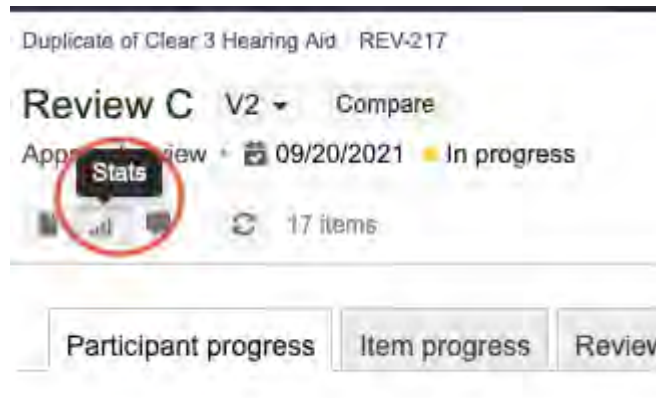 Duplicate of Clear 3 Hearing Aid REV-217
Review C V2 Compare
09/20/2021 In progress
Stats
17 items
Participant progress Item progress Review